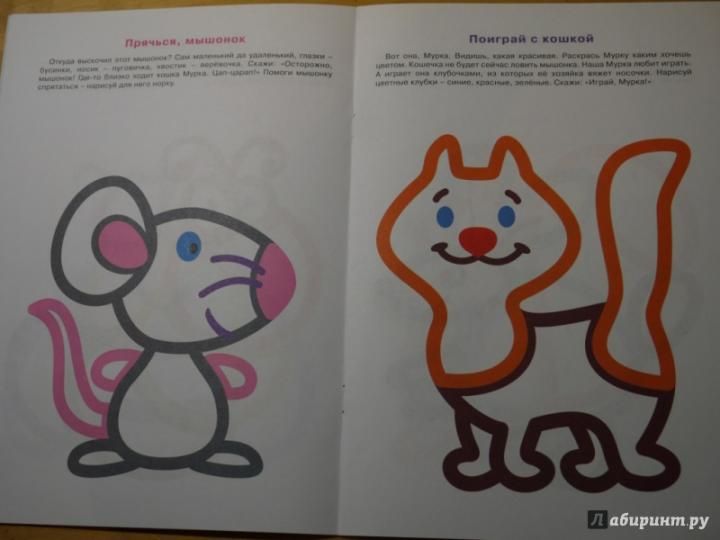 Прячься, мышонок
Откуда выскочил этот мышонок? Сам маленький да удаленький, глазки –
бусинки, носик – пуговичка, хвостик – верёвочка. Скажи: «Осторожно,
мышонок! Где-то близко ходит кошка Мурка. Цап-царап!» Помоги мышонку
спрятаться – нарисуй для него норку.
Поиграй с кошкой
Вот она, Мурка. Видишь, какая красивая. Раскрась Мурку каким хочешь
цветом. Кошечка не будет сейчас ловить мышонка. Наша Мурка любит играть.
А играет она клубочками, из которых её хозяйка вяжет носочки. Нарисуй
цветные клубки – синие, красные, зелёные. Скажи: «Играй, Мурка!»
Лабиринт.ру